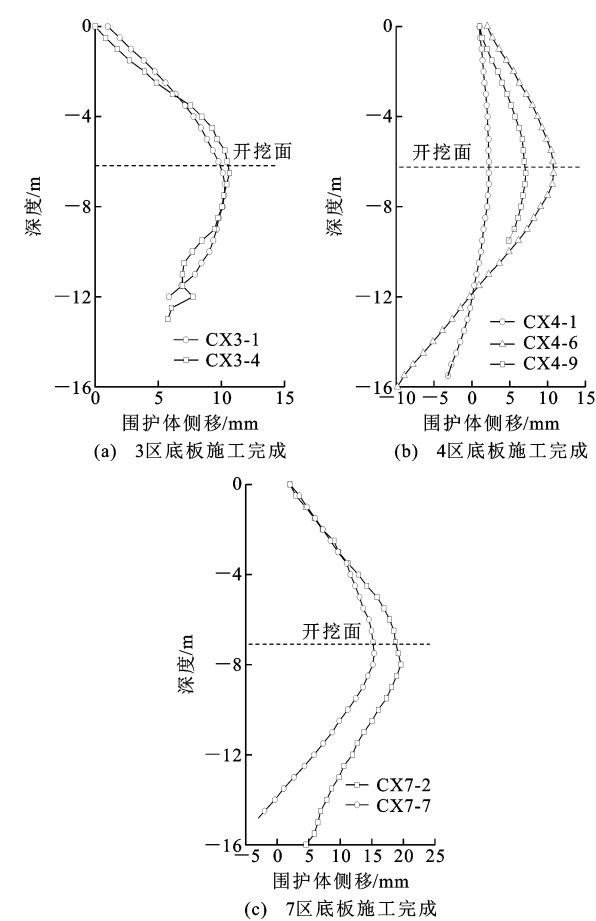 0
−4
−8
−12
−16
深度/m
开挖面
CX3-1
CX3-4
0 5 10 15
围护体侧移/mm
(a) 3区底板施工完成
0
−4
−8
−12
−16
深度/m
开挖面
CX4-1
CX4-6
CX4-9
−10 −5 0 5 10 15
围护体侧移/mm
(b) 4区底板施工完成
0
−4
−8
−12
−16
深度/m
开挖面
CX7-2
CX7-7
−5 0 5 10 15 20 25
围护体侧移/mm
(c) 7区底板施工完成